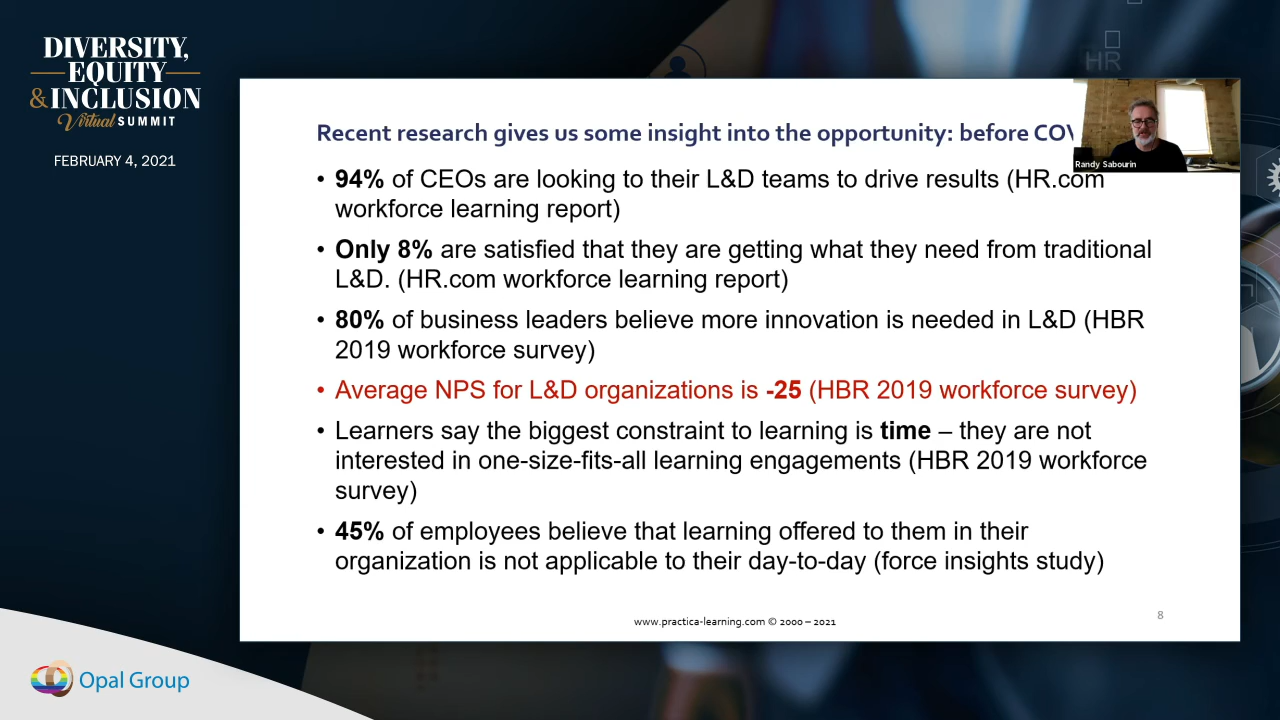 DIVERSITY,
EQUITY
& INCLUSION
Virtual SUMMIT
FEBRUARY 4, 2021
HR
Recent research gives us some insight into the opportunity: before COV
Randy Sabourin
• 94% of CEOs are looking to their L&D teams to drive results (HR.com
workforce learning report)
• Only 8% are satisfied that they are getting what they need from traditional
L&D. (HR.com workforce learning report)
• 80% of business leaders believe more innovation is needed in L&D (HBR
2019 workforce survey)
• Average NPS for L&D organizations is -25 (HBR 2019 workforce survey)
• Learners say the biggest constraint to learning is time – they are not
interested in one-size-fits-all learning engagements (HBR 2019 workforce
survey)
• 45% of employees believe that learning offered to them in their
organization is not applicable to their day-to-day (force insights study)
www.practica-learning.com © 2000 – 2021
8
Opal Group